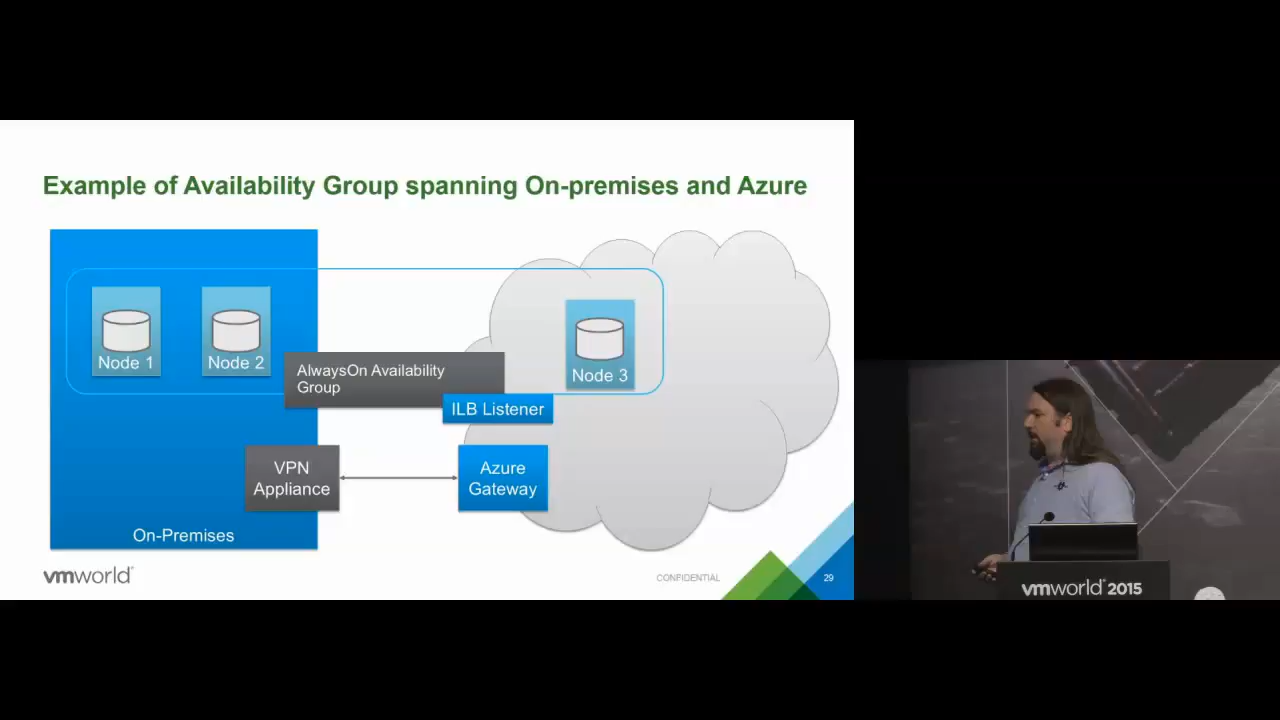 Example of Availability Group spanning On-premises and Azure
Node 1
Node 2
Node 3
AlwaysOn Availability
Group
ILB Listener
VPN
Appliance
Azure
Gateway
On-Premises
vmworld®
CONFIDENTIAL
29
vmworld® 2015